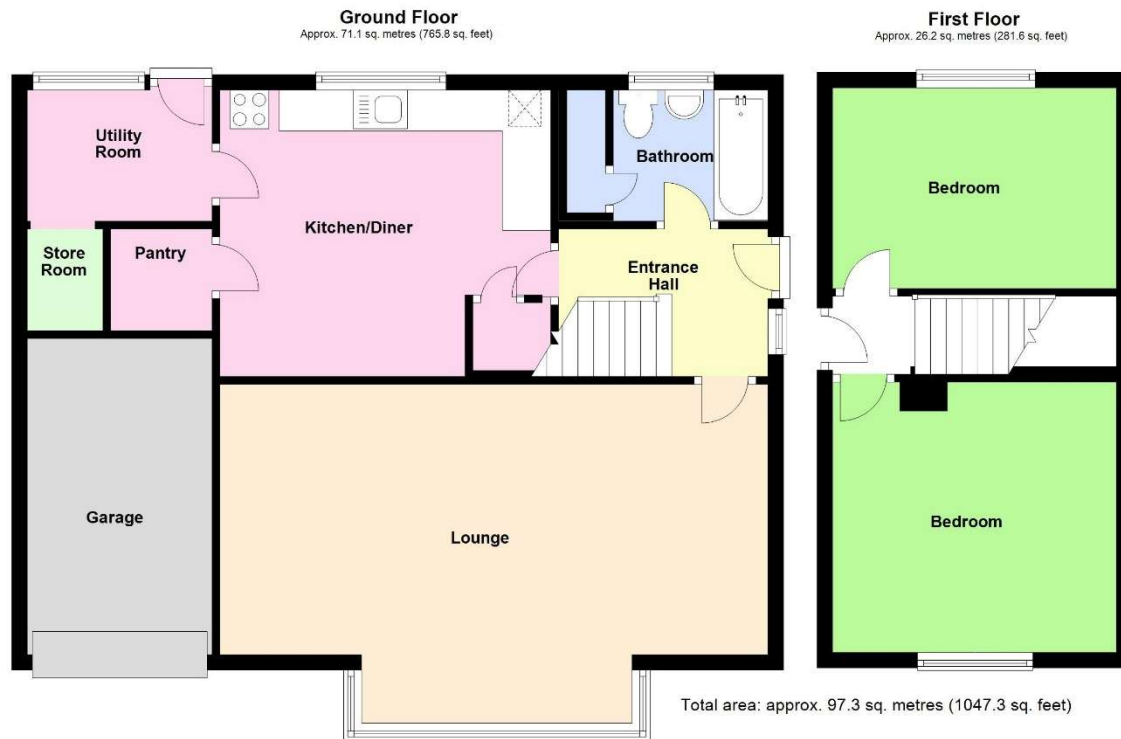 Ground Floor
Approx. 71.1 sq. metres (765.8 sq. feet)
First Floor
Approx. 26.2 sq. metres (281.6 sq. feet)
Utility
Room
Bathroom
Bedroom
Kitchen/Diner
Store
Room
Pantry
Entrance
Hall
Garage
Lounge
Bedroom
Total area: approx. 97.3 sq. metres (1047.3 sq. feet)